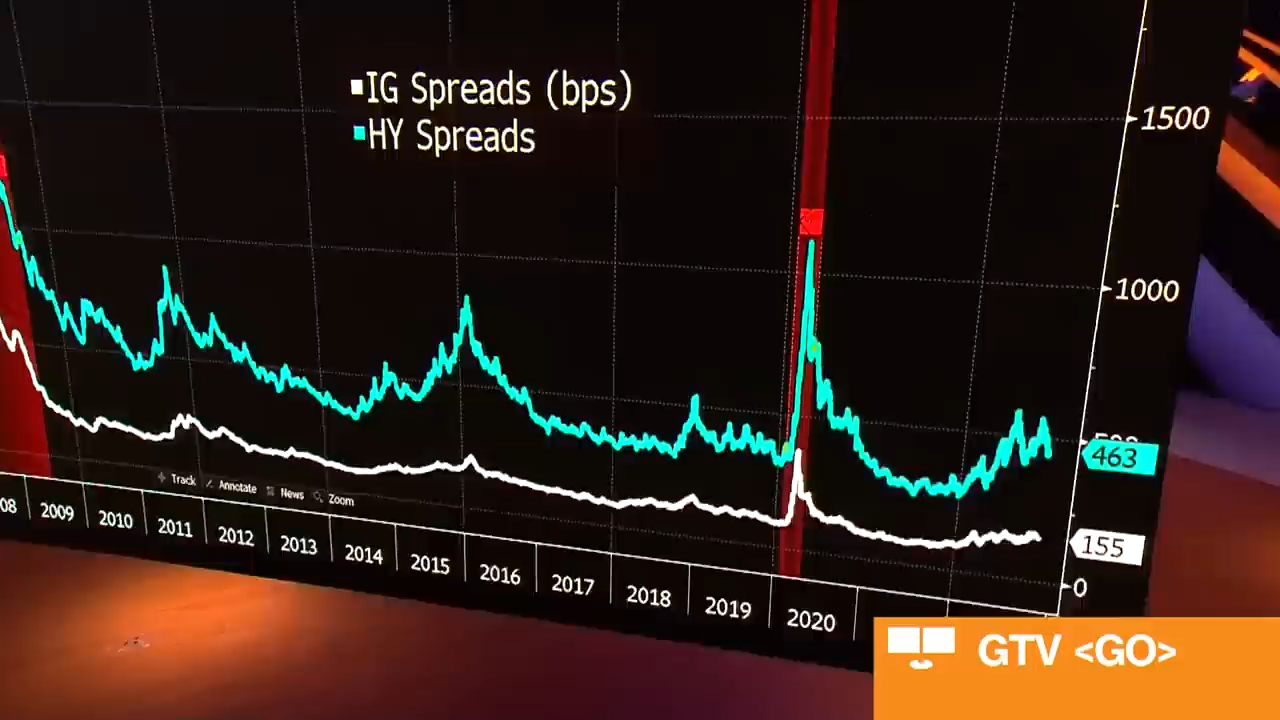 IG Spreads (bps)
HY Spreads
1500
1000
463
155
0
Track Annotate News Zoom
08 2009 2010 2011 2012 2013 2014 2015 2016 2017 2018 2019 2020
GTV <GO>